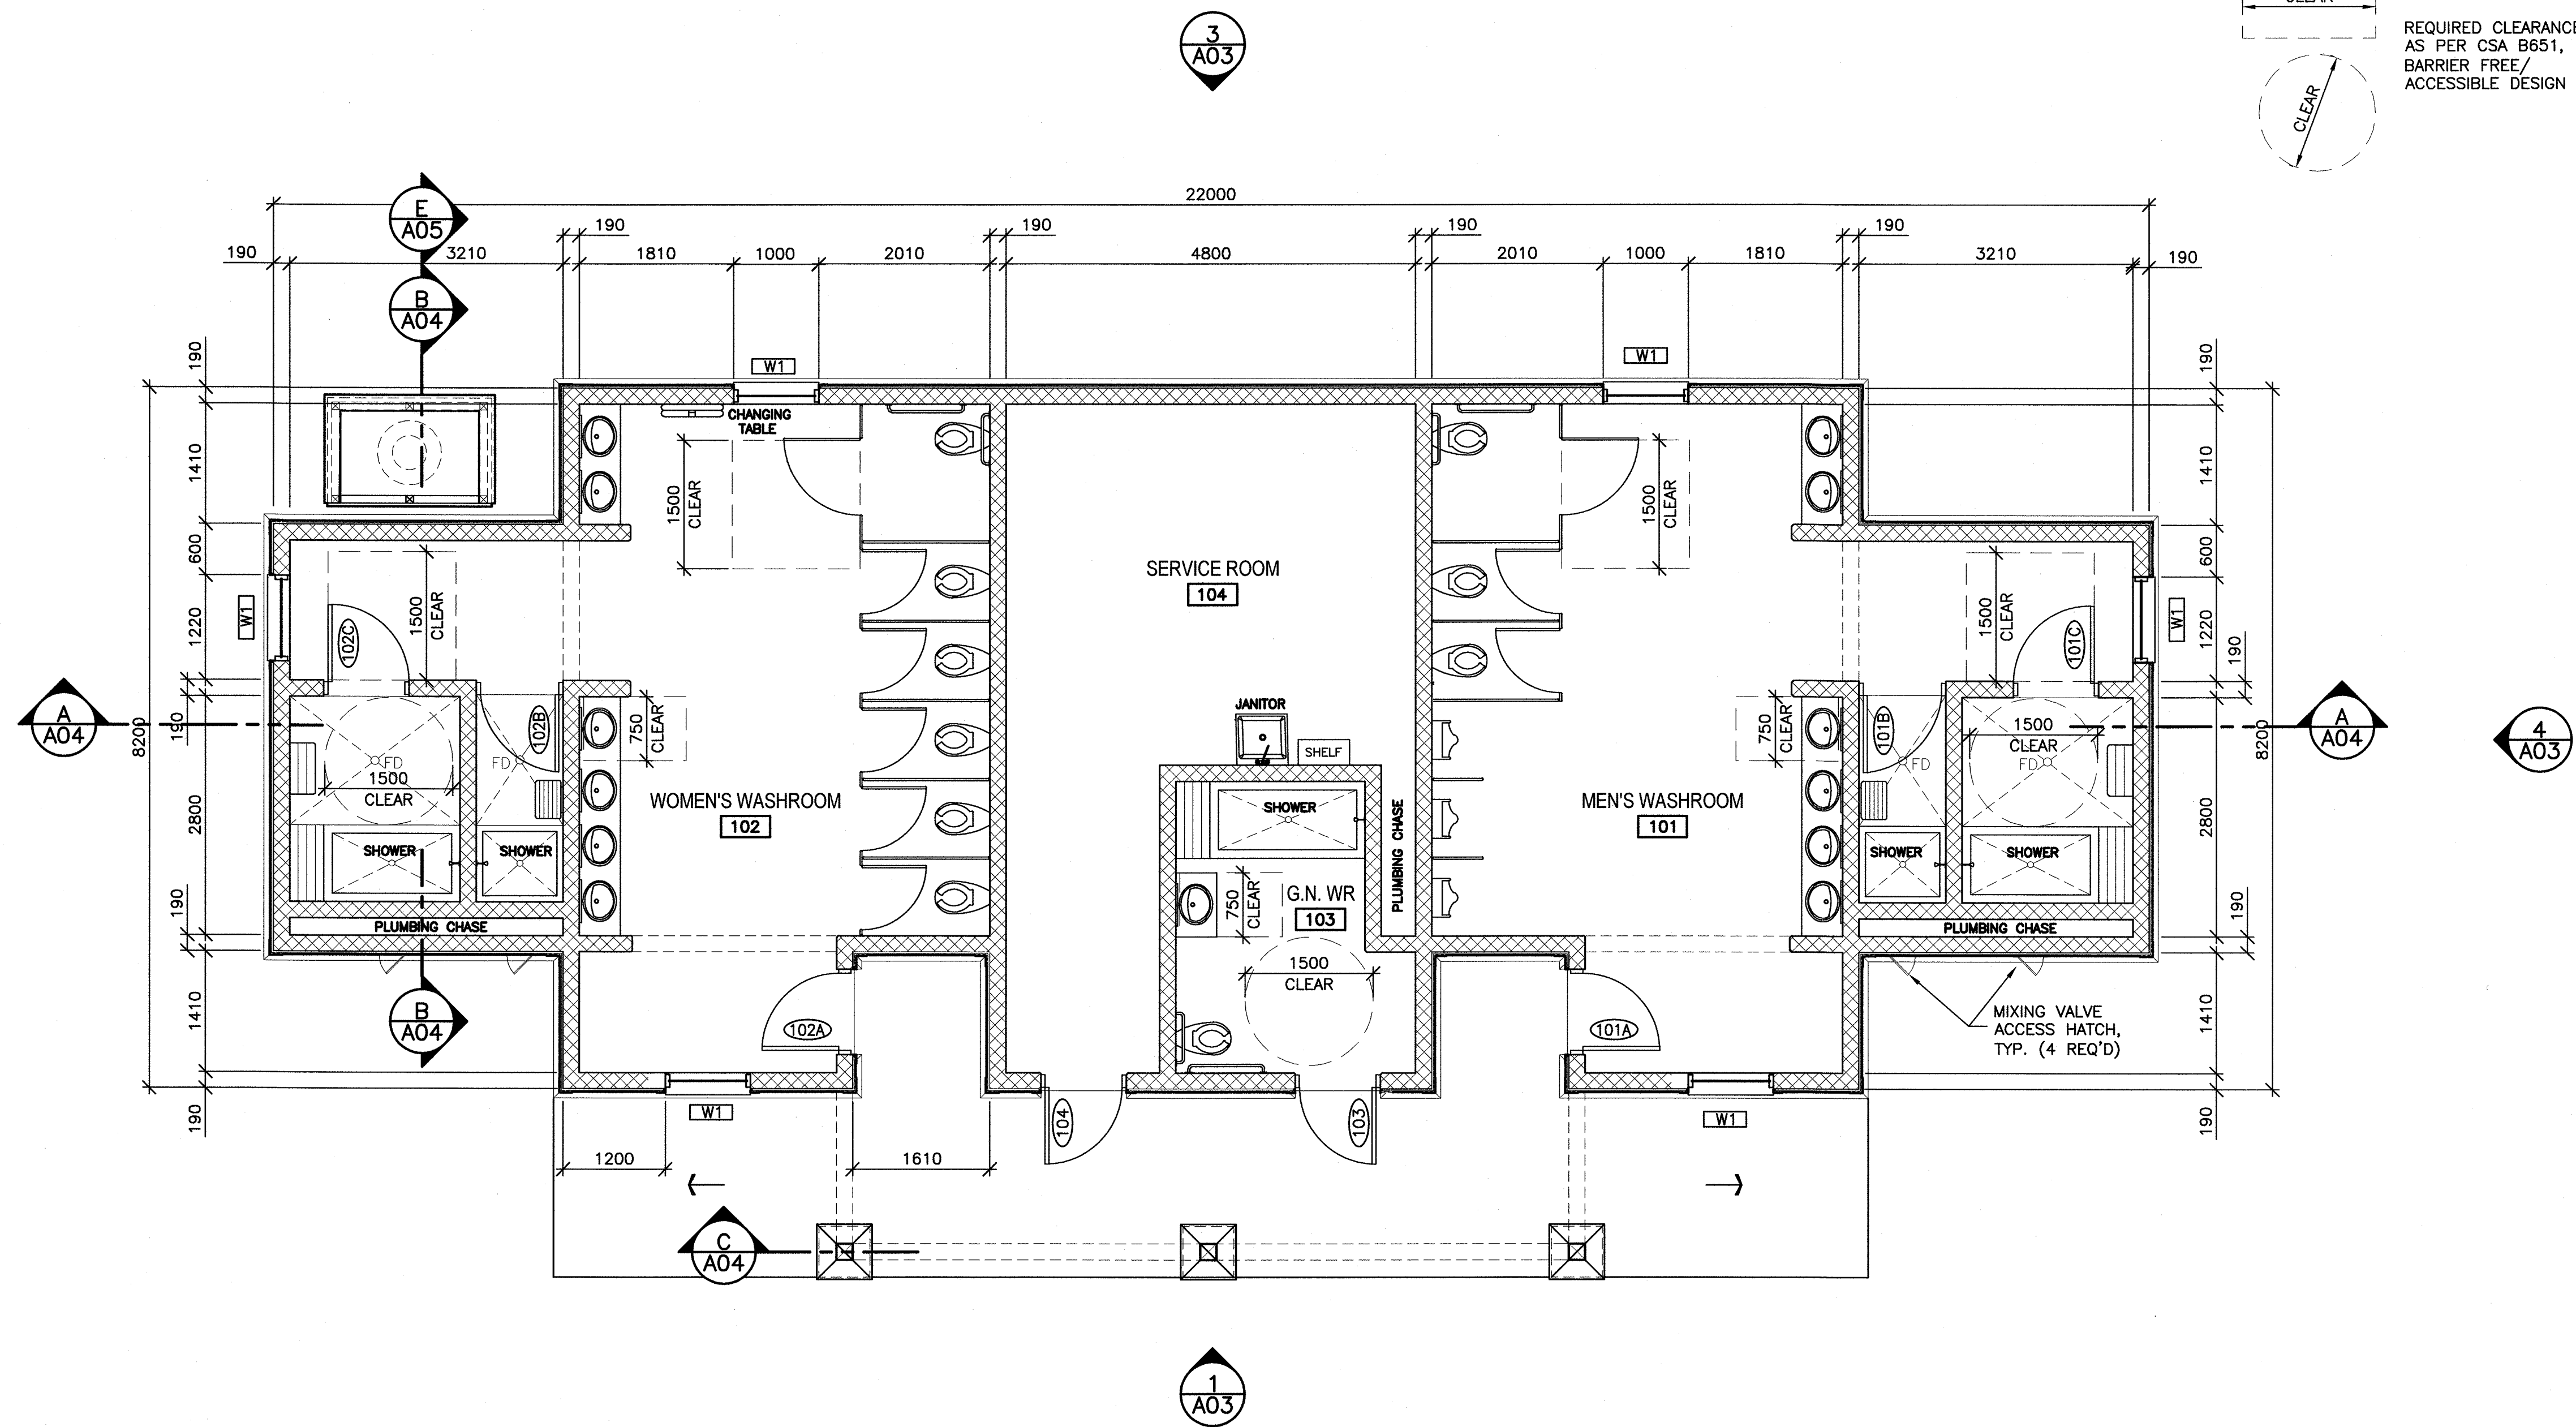 3
A03
CLEAR
REQUIRED CLEARANCE
AS PER CSA B651,
BARRIER FREE/
ACCESSIBLE DESIGN
CLEAR
E
A05
22000
190
190
190
190
190
3210
1810
1000
2010
4800
2010
1000
1810
3210
190
B
A04
W1
W1
190
190
CHANGING
TABLE
1410
1410
1500
CLEAR
1500
CLEAR
600
600
SERVICE ROOM
104
W1
1220
102C
1500
CLEAR
1500
CLEAR
101C
1220
W1
190
A
A04
8200
190
102B
750
CLEAR
JANITOR
SHELF
750
CLEAR
101B
1500
CLEAR
FD
FD
FD
FD
1500
CLEAR
A
A04
8200
4
A03
2800
WOMEN'S WASHROOM
102
SHOWER
PLUMBING CHASE
MEN'S WASHROOM
101
2800
SHOWER
SHOWER
SHOWER
SHOWER
750
CLEAR
G.N. WR
103
190
PLUMBING CHASE
PLUMBING CHASE
190
1500
CLEAR
1410
B
A04
102A
101A
MIXING VALVE
ACCESS HATCH,
TYP. (4 REQ'D)
1410
190
W1
104
103
W1
190
1200
1610
C
A04
1
A03